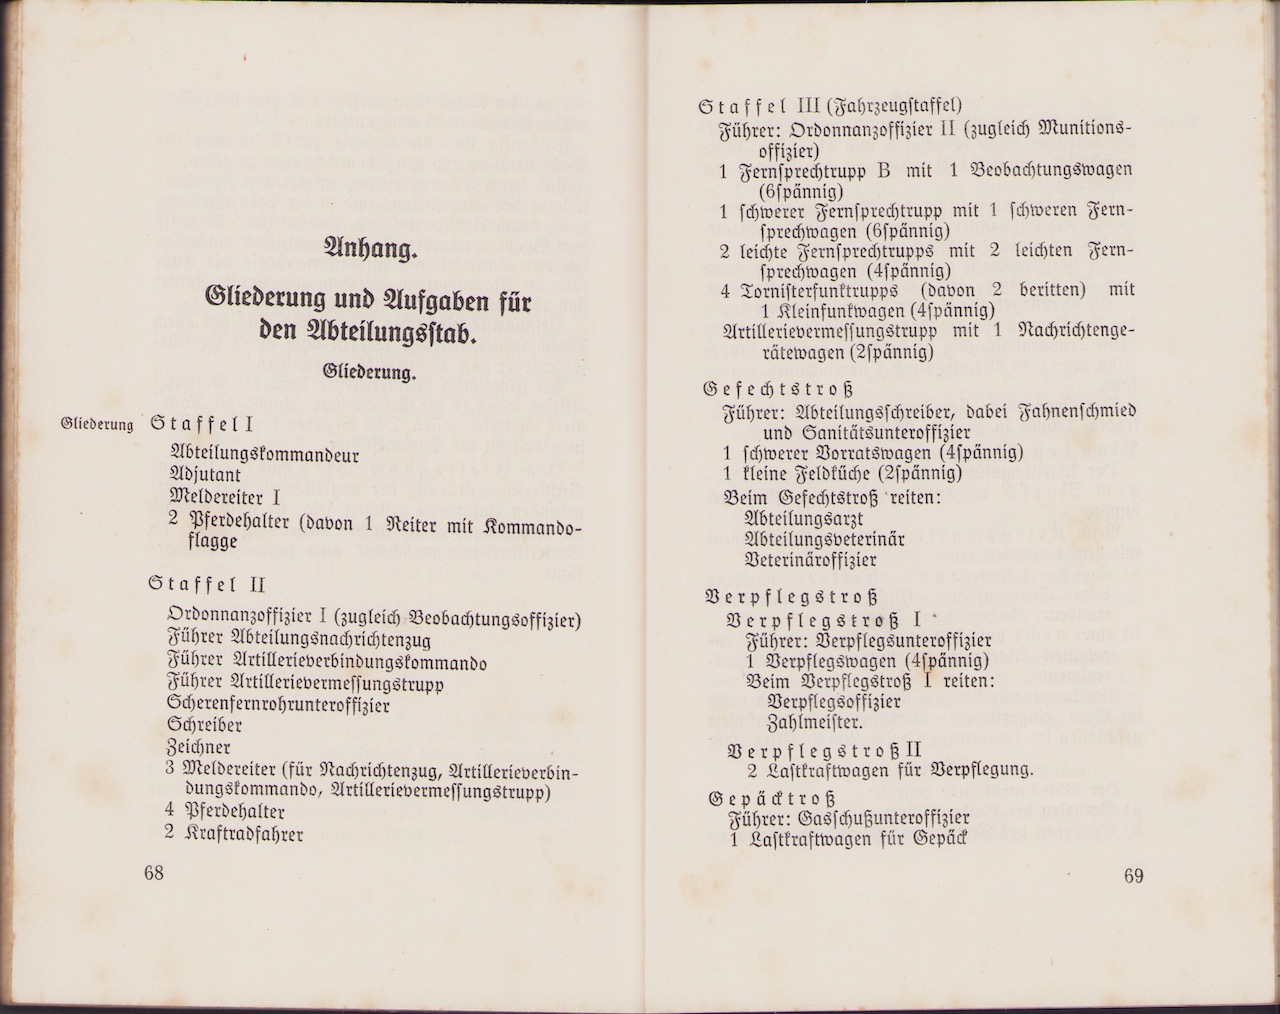 Anhang.
Gliederung und Aufgaben für
den Abteilungsstab.
Gliederung.
Gliederung
Staffel I
Abteilungskommandeur
Adjutant
Meldereiter I
2 Pferdehalter (davon 1 Reiter mit Kommando-
flagge
Staffel II
Ordonnanzoffizier I (zugleich Beobachtungsoffizier)
Führer Abteilungsnachrichtenzug
Führer Artillerieverbindungskommando
Führer Artillerievermessungstrupp
Scherenfernrohrunteroffizier
Schreiber
Zeichner
3 Meldereiter (für Nachrichtenzug, Artillerieverbin-
dungskommando, Artillerievermessungstrupp)
4 Pferdehalter
2 Kraftradfahrer
68
Staffel III (Fahrzeugstaffel)
Führer: Ordonnanzoffizier II (zugleich Munitions-
offizier)
1 Fernsprechtrupp B mit 1 Beobachtungswagen
(6spännig)
1 schwerer Fernsprechtrupp mit 1 schweren Fern-
sprechwagen (6spännig)
2 leichte Fernsprechtrupps mit 2 leichten Fern-
sprechwagen (4spännig)
4 Tornisterfunktrupps (davon 2 beritten) mit
1 Kleinfunkwagen (4spännig)
Artillerievermessungstrupp mit 1 Nachrichtenge-
rätewagen (2spännig)
Gefechtstroß
Führer: Abteilungsschreiber, dabei Fahnenschmied
und Sanitätsunteroffizier
1 schwerer Vorratswagen (4spännig)
1 kleine Feldküche (2spännig)
Beim Gefechtstroß reiten:
Abteilungsarzt
Abteilungsveterinär
Veterinäroffizier
Verpflegstroß
Verpflegstroß I
Führer: Verpflegsunteroffizier
1 Verpflegswagen (4spännig)
Beim Verpflegstroß I reiten:
Verpflegsoffizier
Zahlmeister.
Verpflegstroß II
2 Lastkraftwagen für Verpflegung.
Gepäcktroß
Führer: Gasschußunteroffizier
1 Lastkraftwagen für Gepäck
69